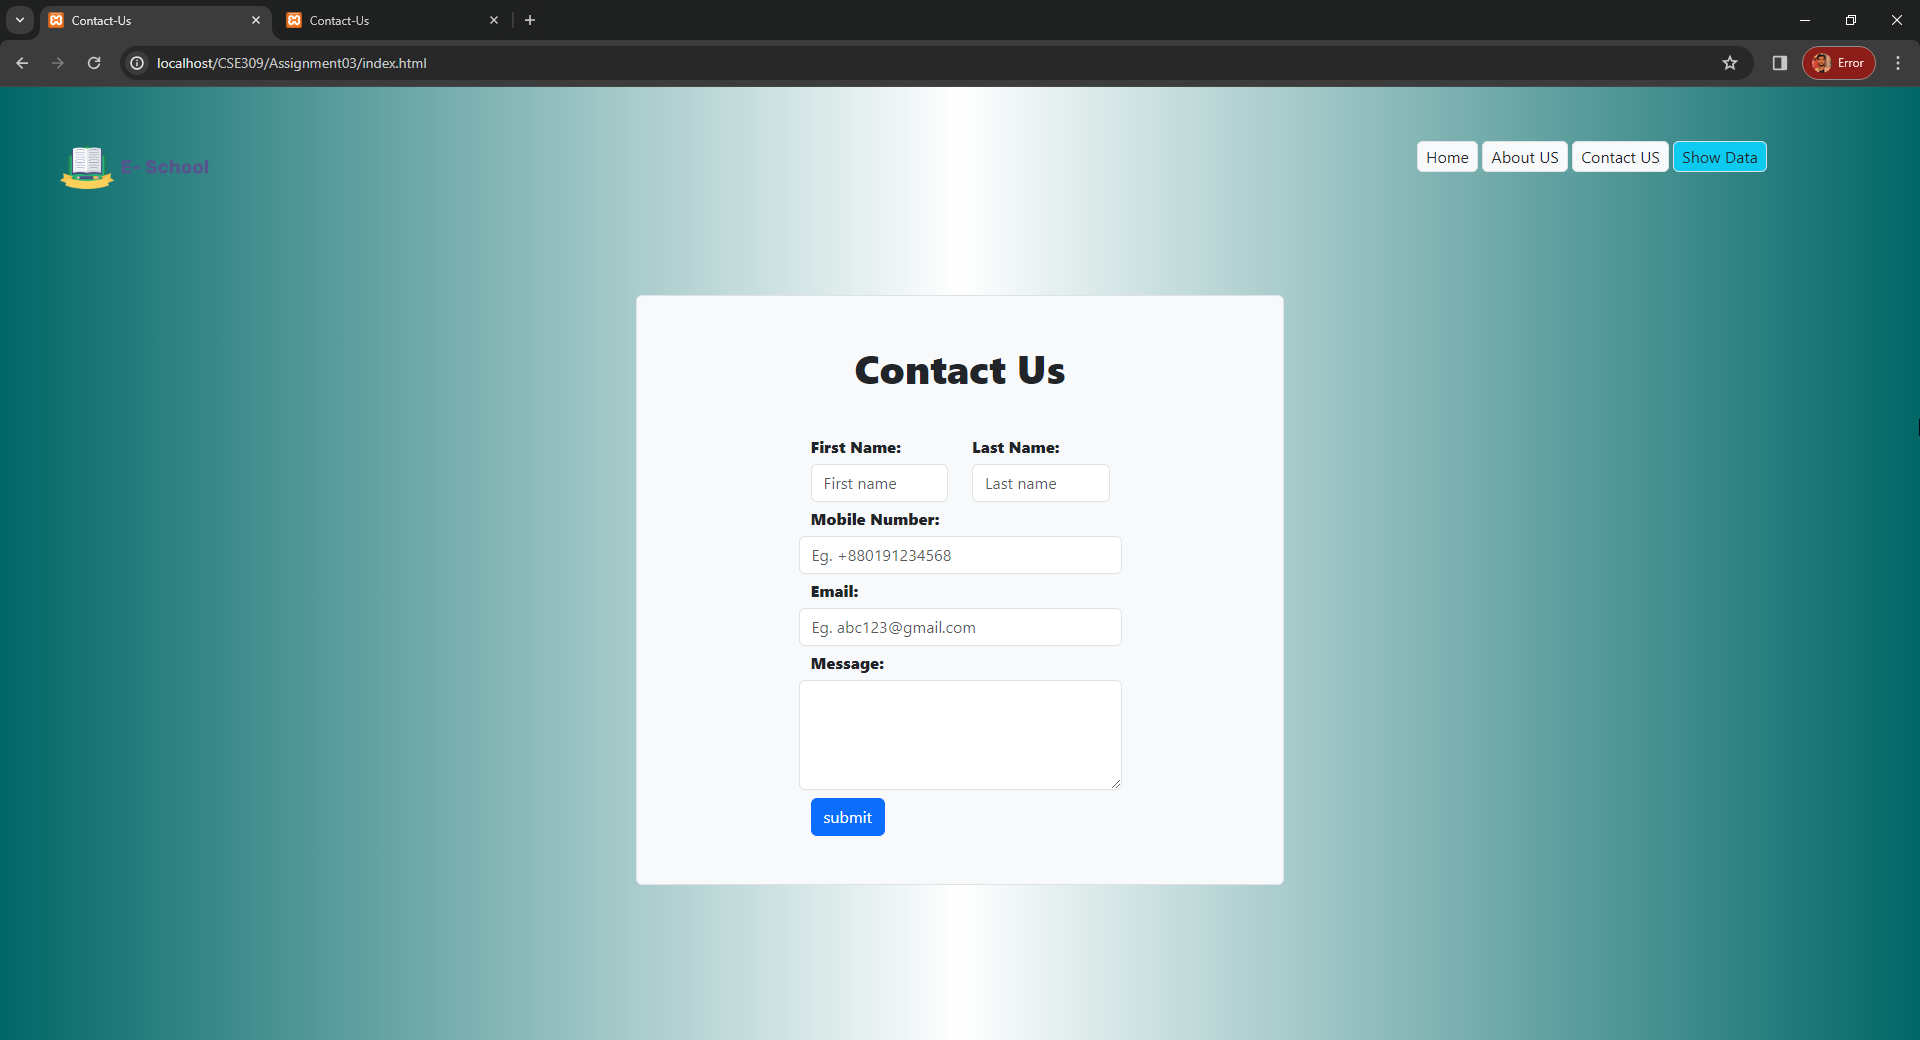 Contact-Us
Contact-Us
localhost/CSE309/Assignment03/index.html
Error
E- School
Home
About US
Contact US
Show Data
Contact Us
First Name:
Last Name:
First name
Last name
Mobile Number:
Eg. +880191234568
Email:
Eg. abc123@gmail.com
Message:
submit